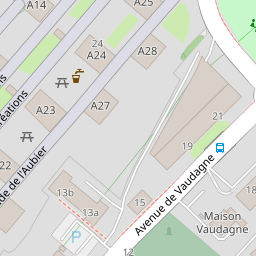 A14
A25
24
A24
A28
A23
A27
éations
21
19
22
de de l'Aubier
13b
13a
15
Avenue de Vaudagne
Maison
Vaudagne
P
12